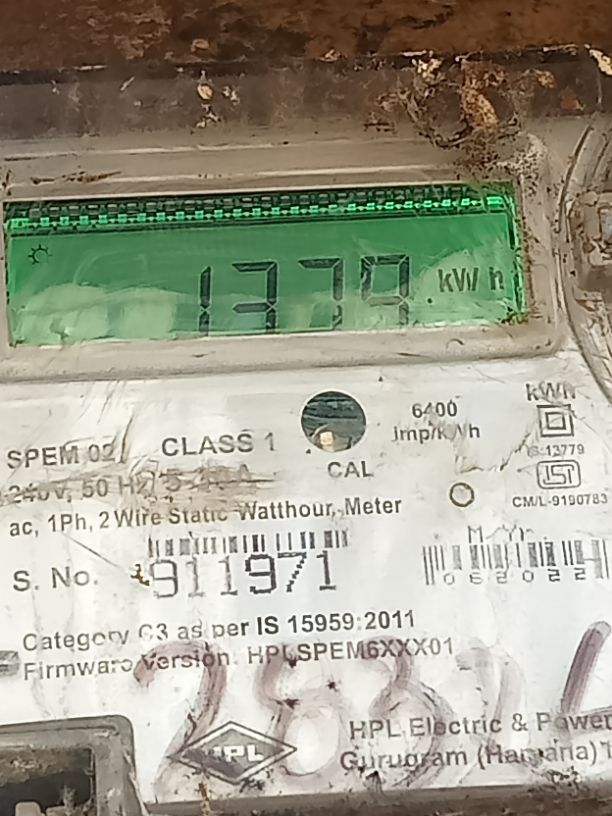 1379 kWh
kWh
6400
imp/kWh
SPEM 02
CLASS 1
CAL
IS 13779
ISI
240V, 50 Hz
CM/L-9190783
ac, 1Ph, 2 Wire Static Watthour Meter
M/Yr.
S. No. 911971
062022
Category C3 as per IS 15959:2011
Firmware Version: HPLSPEM6XXX01
HPL
HPL Electric & Power
Gurugram (Haryana)